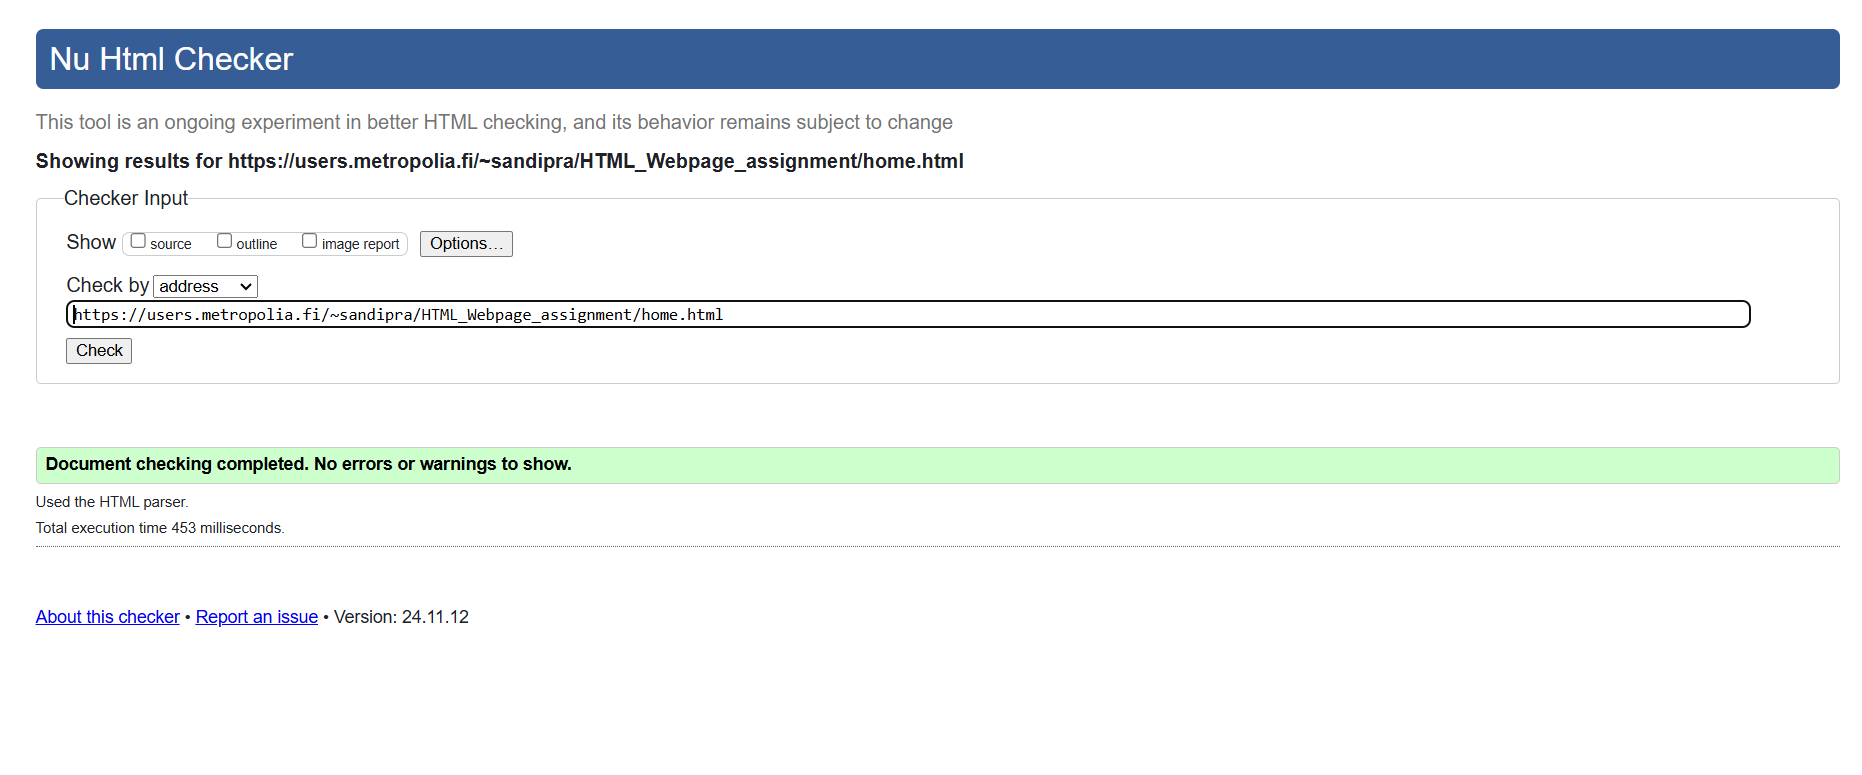 Nu Html Checker
This tool is an ongoing experiment in better HTML checking, and its behavior remains subject to change
Showing results for https://users.metropolia.fi/~sandipra/HTML_Webpage_assignment/home.html
Checker Input
Show source outline image report Options...
Check by address
https://users.metropolia.fi/~sandipra/HTML_Webpage_assignment/home.html
Check
Document checking completed. No errors or warnings to show.
Used the HTML parser.
Total execution time 453 milliseconds.
About this checker • Report an issue • Version: 24.11.12